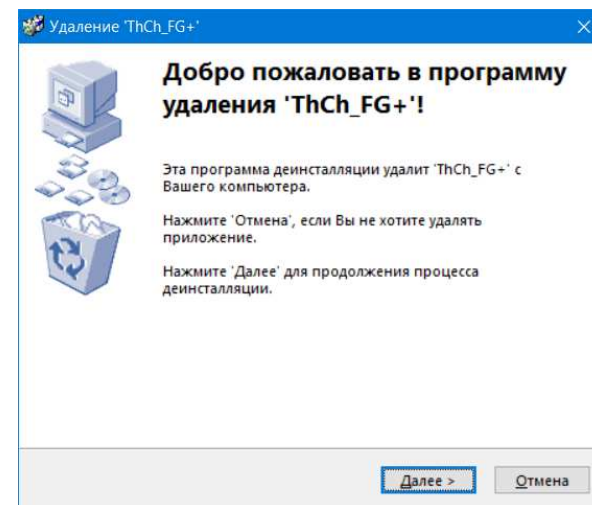 Удаление 'ThCh_FG+'
Добро пожаловать в программу
удаления 'ThCh_FG+'!
Эта программа деинсталляции удалит 'ThCh_FG+' с
Вашего компьютера.
Нажмите 'Отмена', если Вы не хотите удалять
приложение.
Нажмите 'Далее' для продолжения процесса
деинсталляции.
Далее >
Отмена